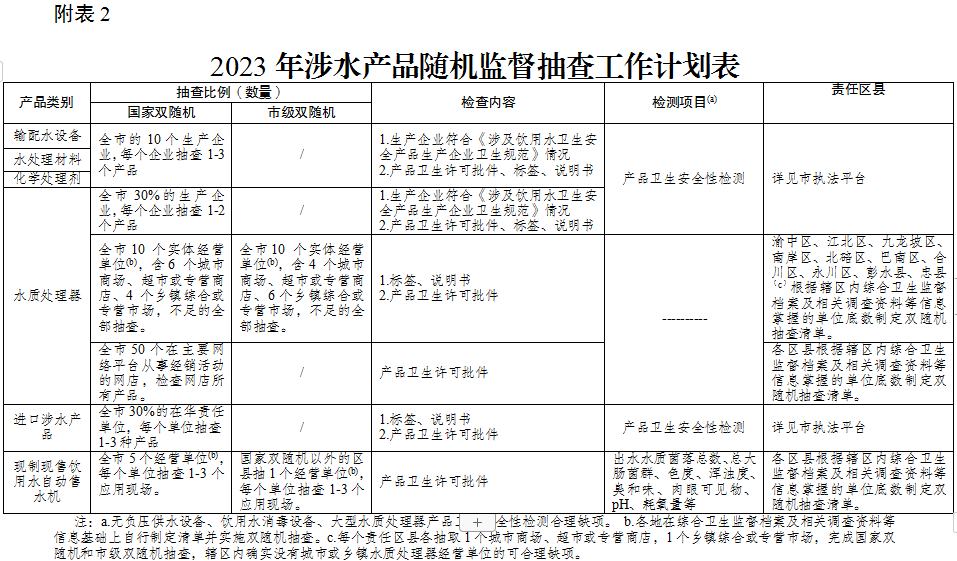 附表 2
2023 年涉水产品随机监督抽查工作计划表
产品类别
抽查比例（数量）
检查内容
检测项目(a)
责任区县
国家双随机
市级双随机
输配水设备
水处理材料
化学处理剂
全市的 10 个生产企
业，每个企业抽查 1-3
个产品
/
1.生产企业符合《涉及饮用水卫生安
全产品生产企业卫生规范》情况
2.产品卫生许可批件、标签、说明书
产品卫生安全性检测
详见市执法平台
水质处理器
全市 30%的生产企
业，每个企业抽查 1-2
个产品
/
1.生产企业符合《涉及饮用水卫生安
全产品生产企业卫生规范》情况
2.产品卫生许可批件、标签、说明书
全市 10 个实体经营
单位(b)，含 6 个城市
商场、超市或专营商
店、4 个乡镇综合或
专营市场，不足的全
部抽查。
全市 10 个实体经营
单位(b)，含 4 个城市
商场、超市或专营商
店、6 个乡镇综合或
专营市场，不足的全
部抽查。
1.标签、说明书
2.产品卫生许可批件
----------
渝中区、江北区、九龙坡区、
南岸区、北碚区、巴南区、合
川区、永川区、彭水县、忠县
（c）根据辖区内综合卫生监督
档案及相关调查资料等信息
掌握的单位底数制定双随机
抽查清单。
全市 50 个在主要网
络平台从事经销活动
的网店，检查网店所
有产品。
/
产品卫生许可批件
各区县根据辖区内综合卫生
监督档案及相关调查资料等
信息掌握的单位底数制定双
随机抽查清单。
进口涉水产
品
全市 30%的在华责任
单位，每个单位抽查
1-3 种产品
/
1.标签、说明书
2.产品卫生许可批件
产品卫生安全性检测
详见市执法平台
现制现售饮
用水自动售
水机
全市 5 个经营单位(b)，
每个单位抽查 1-3 个
应用现场。
国家双随机以外的区
县抽 1 个经营单位(b)，
每个单位抽查 1-3 个
应用现场。
产品卫生许可批件
出水水质菌落总数、总大
肠菌群、色度、浑浊度、
臭和味、肉眼可见物、
pH、耗氧量等
各区县根据辖区内综合卫生
监督档案及相关调查资料等
信息掌握的单位底数制定双
随机抽查清单。
注：a.无负压供水设备、饮用水消毒设备、大型水质处理器产品卫 + 全性检测合理缺项。 b.各地在综合卫生监督档案及相关调查资料等
信息基础上自行制定清单并实施双随机抽查。c.每个责任区县各抽取 1 个城市商场、超市或专营商店，1 个乡镇综合或专营市场，完成国家双
随机和市级双随机抽查，辖区内确实没有城市或乡镇水质处理器经营单位的可合理缺项。